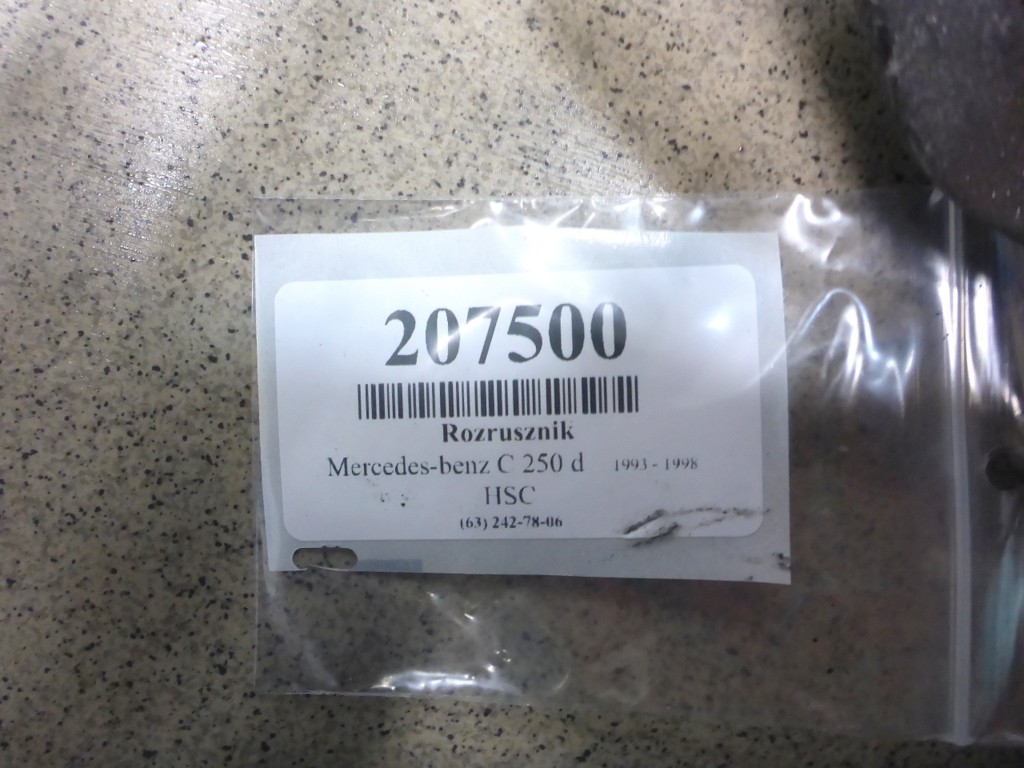 207500
Rozrusznik
Mercedes-benz C 250 d 1993 - 1998
HSC
(63) 242-78-06